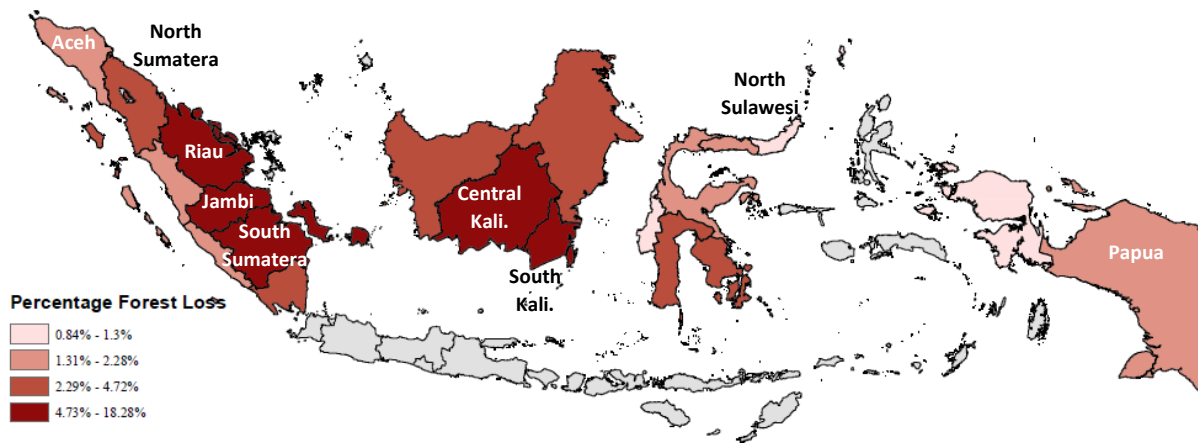 Aceh
North
Sumatera
Riau
Jambi
South
Sumatera
Central
Kali.
South
Kali.
North
Sulawesi
Papua
Percentage Forest Loss
0.84% - 1.3%
1.31% - 2.28%
2.29% - 4.72%
4.73% - 18.28%